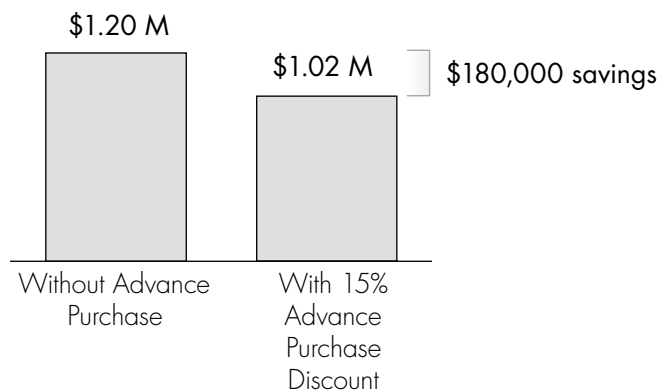 $1.20 M
$1.02 M
$180,000 savings
Without Advance
Purchase
With 15%
Advance
Purchase
Discount